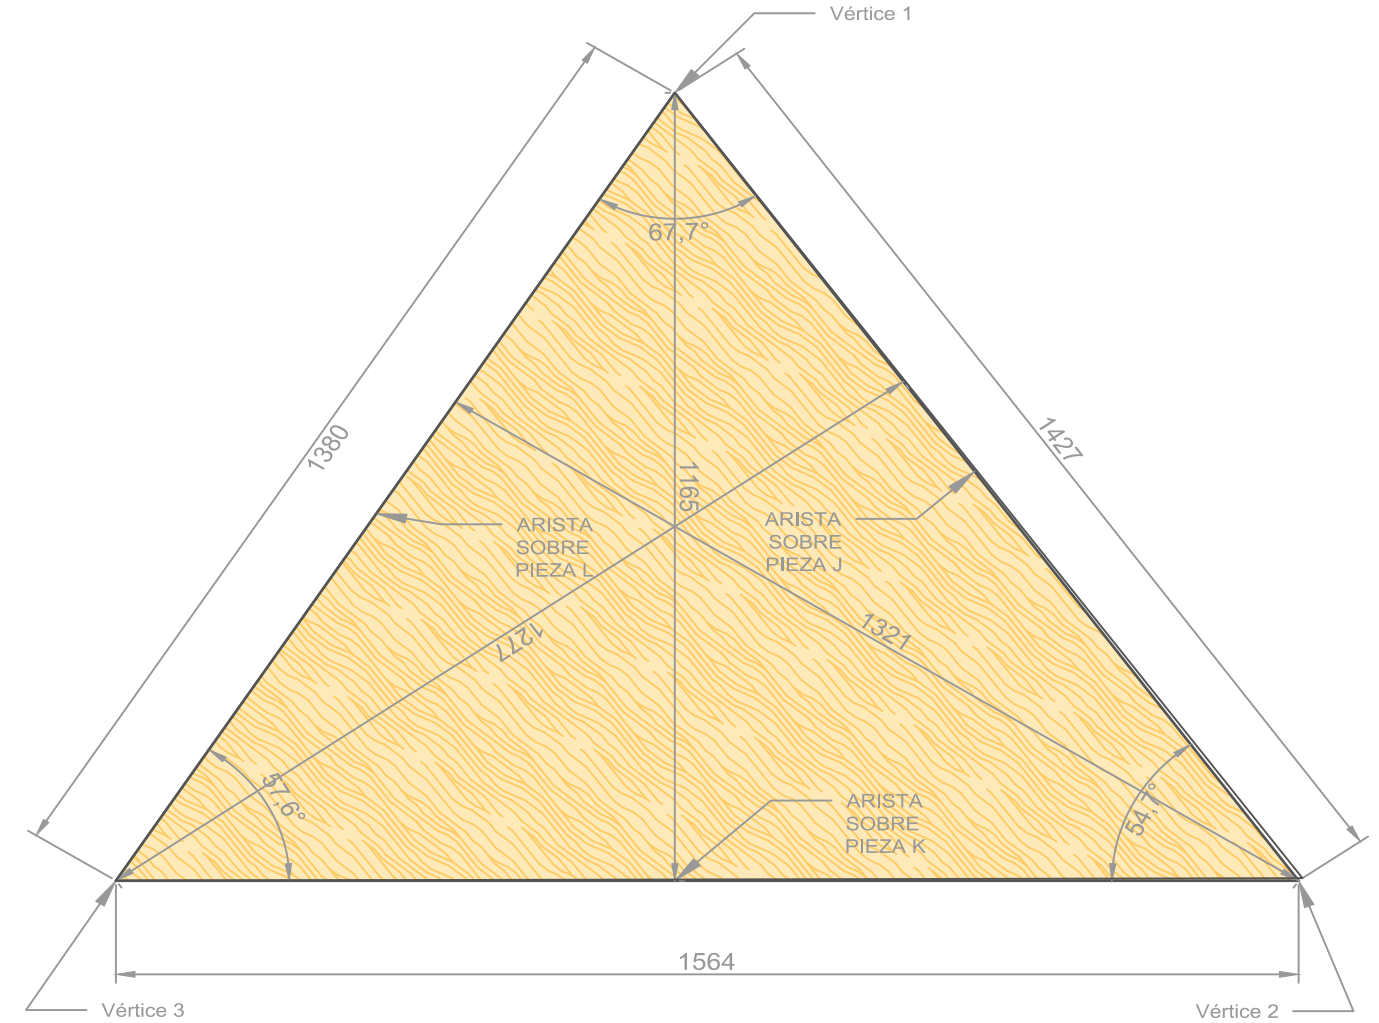 Vértice 1
67,7°
1380
1427
1165
ARISTA
SOBRE
PIEZA L
ARISTA
SOBRE
PIEZA J
1277
1321
57,6°
54,7°
ARISTA
SOBRE
PIEZA K
1564
Vértice 3
Vértice 2